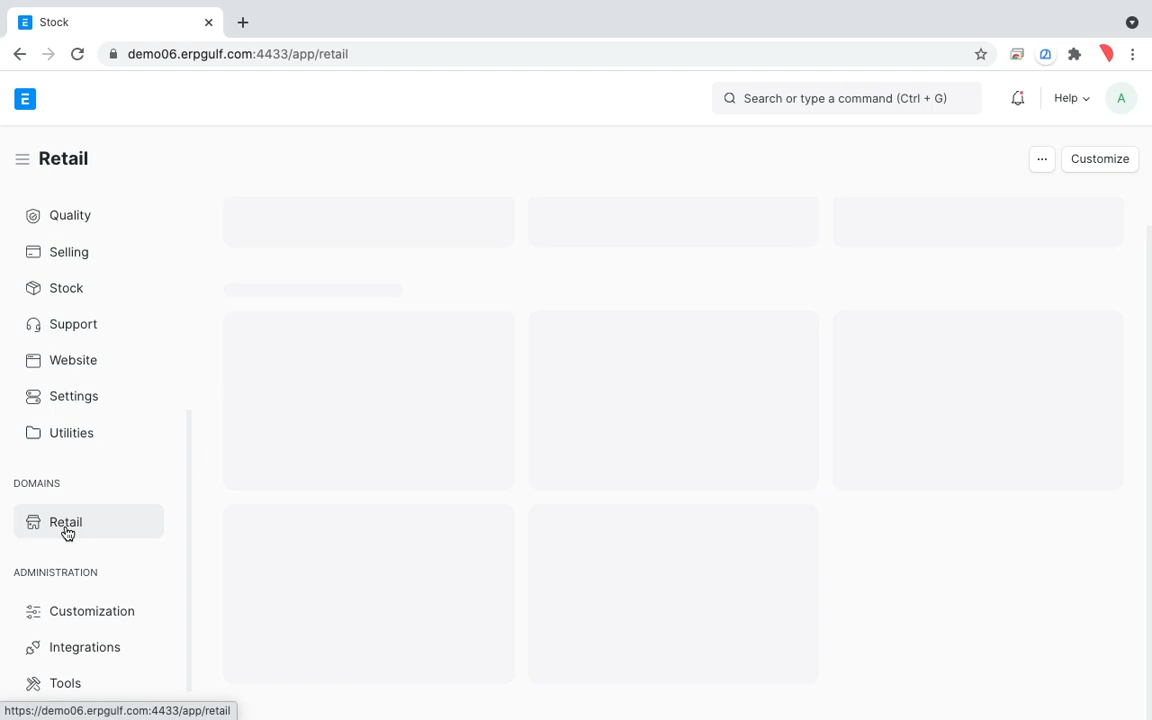 Stock
demo06.erpgulf.com:4433/app/retail
E
Search or type a command (Ctrl + G)
Help
A
Retail
...
Customize
Quality
Selling
Stock
Support
Website
Settings
Utilities
DOMAINS
Retail
ADMINISTRATION
Customization
Integrations
Tools
https://demo06.erpgulf.com:4433/app/retail